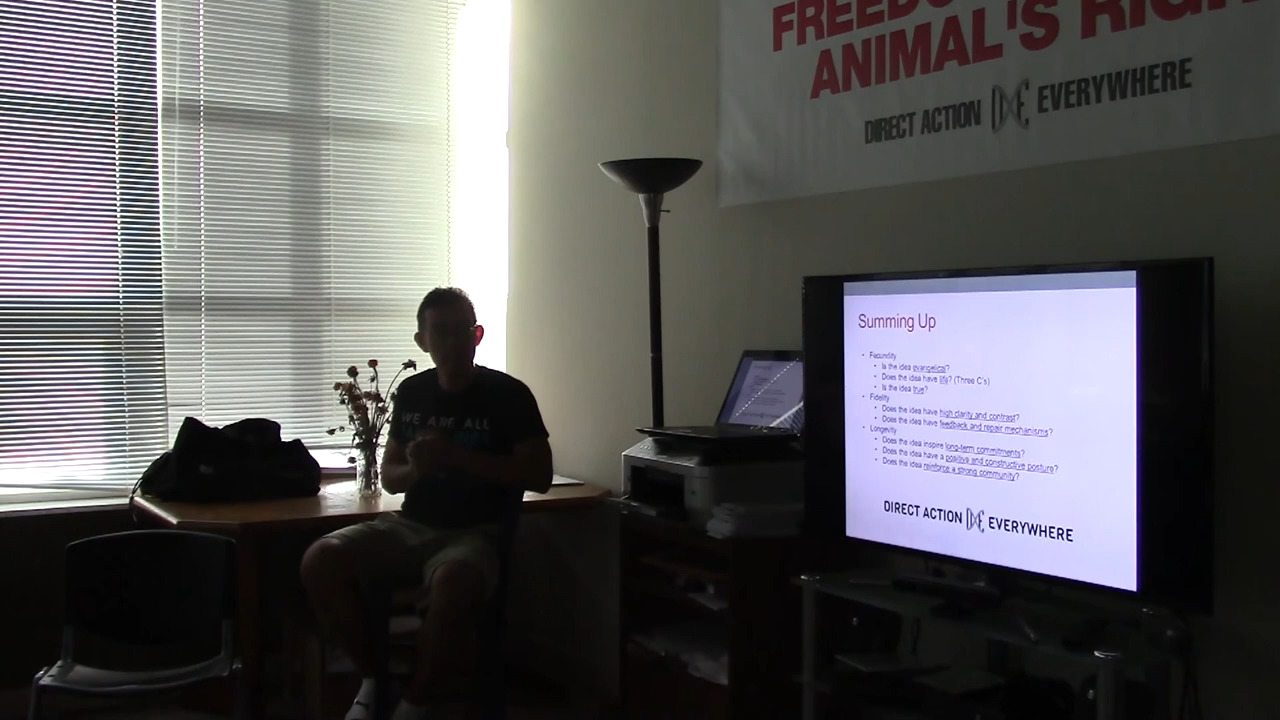 FREEDO
ANIMAL'S RIGH
DIRECT ACTION DXE EVERYWHERE
WE ARE ALL
Summing Up
• Fecundity
• Is the idea evangelical?
• Does the idea have life? (Three C's)
• Is the idea true?
• Fidelity
• Does the idea have high clarity and contrast?
• Does the idea have feedback and repair mechanisms?
• Longevity
• Does the idea inspire long-term commitments?
• Does the idea have a positive and constructive posture?
• Does the idea reinforce a strong community?
DIRECT ACTION DXE EVERYWHERE